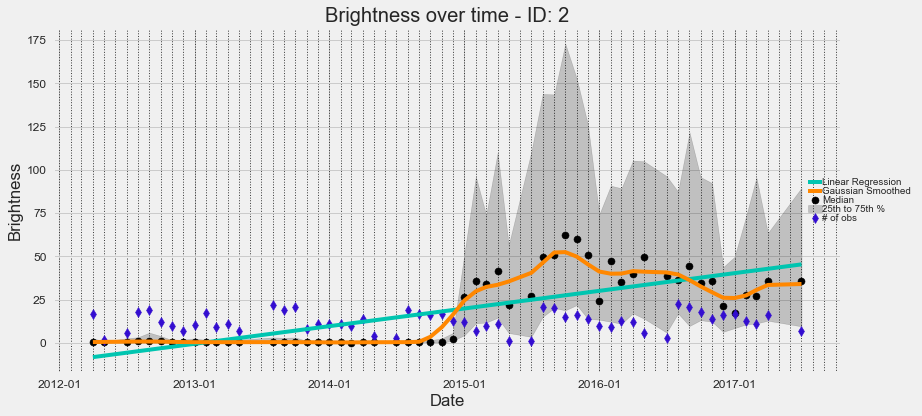 Brightness over time - ID: 2
175
150
125
100
75
50
25
0
Brightness
2012-01
2013-01
2014-01
2015-01
2016-01
2017-01
Date
Linear Regression
Gaussian Smoothed
Median
25th to 75th %
# of obs